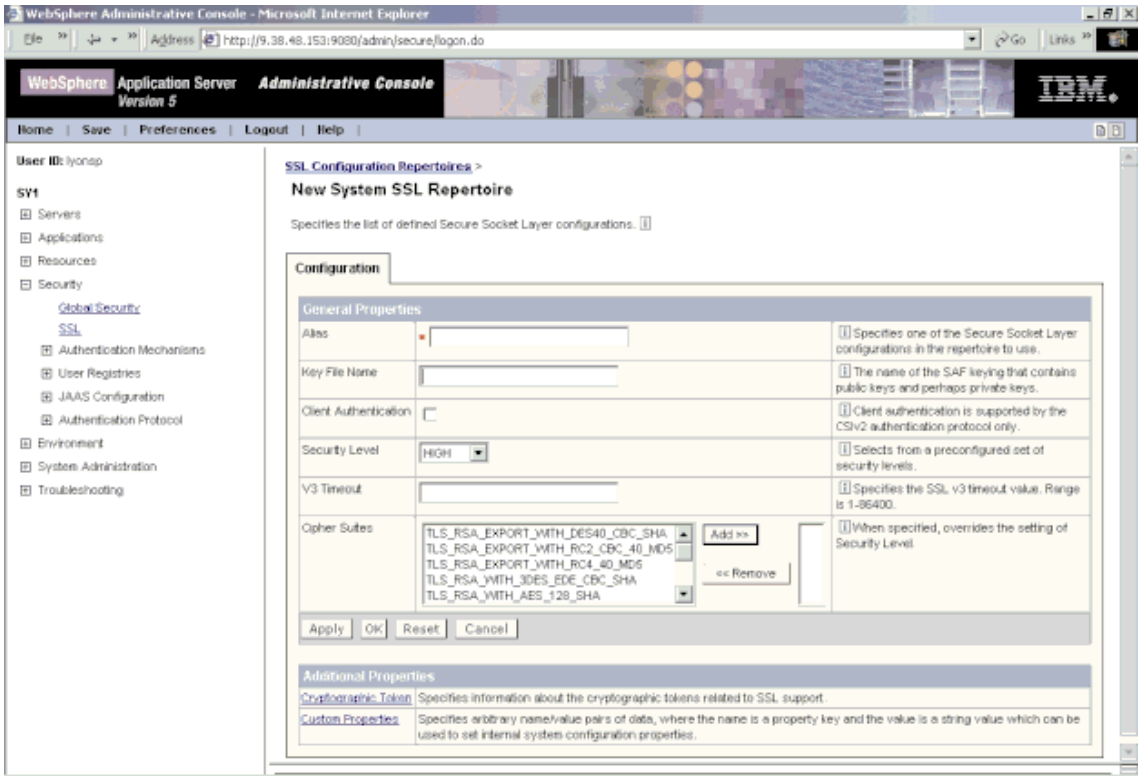 WebSphere Administrative Console - Microsoft Internet Explorer
File » Address http://9.38.48.153:9080/admin/secure/logon.do Go Links »
WebSphere Application Server Administrative Console
Version 5
IBM.
Home | Save | Preferences | Logout | Help |
User ID: lyonsp
SY1
Servers
Applications
Resources
Security
Global Security
SSL
Authentication Mechanisms
User Registries
JAAS Configuration
Authentication Protocol
Environment
System Administration
Troubleshooting
SSL Configuration Repertoires >
New System SSL Repertoire
Specifies the list of defined Secure Socket Layer configurations. i
Configuration
General Properties
Alias * i Specifies one of the Secure Socket Layer
configurations in the repertoire to use.
Key File Name i The name of the SAF keyring that contains
public keys and perhaps private keys.
Client Authentication i Client authentication is supported by the
CSIv2 authentication protocol only.
Security Level HIGH i Selects from a preconfigured set of
security levels.
V3 Timeout i Specifies the SSL v3 timeout value. Range
is 1-86400.
Cipher Suites
TLS_RSA_EXPORT_WITH_DES40_CBC_SHA
TLS_RSA_EXPORT_WITH_RC2_CBC_40_MD5
TLS_RSA_EXPORT_WITH_RC4_40_MD5
TLS_RSA_WITH_3DES_EDE_CBC_SHA
TLS_RSA_WITH_AES_128_SHA
Add >>
<< Remove
i When specified, overrides the setting of
Security Level
Apply OK Reset Cancel
Additional Properties
Cryptographic Token Specifies information about the cryptographic tokens related to SSL support.
Custom Properties Specifies arbitrary name/value pairs of data, where the name is a property key and the value is a string value which can be
used to set internal system configuration properties.